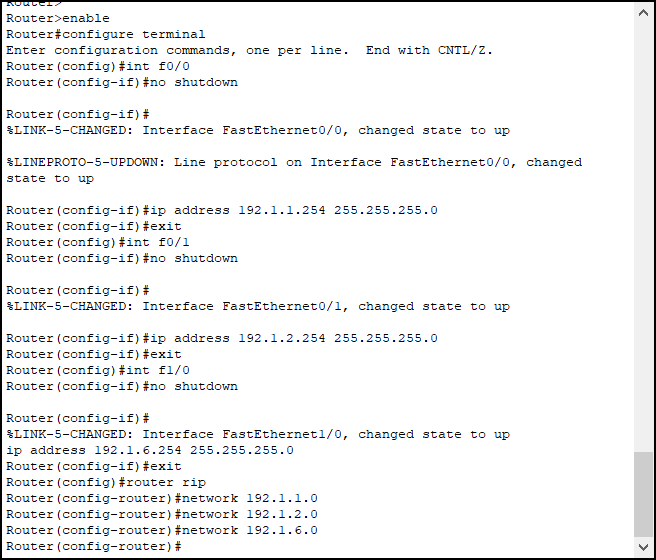 Router>
Router>enable
Router#configure terminal
Enter configuration commands, one per line.  End with CNTL/Z.
Router(config)#int f0/0
Router(config-if)#no shutdown
Router(config-if)#
%LINK-5-CHANGED: Interface FastEthernet0/0, changed state to up
%LINEPROTO-5-UPDOWN: Line protocol on Interface FastEthernet0/0, changed
state to up
Router(config-if)#ip address 192.1.1.254 255.255.255.0
Router(config-if)#exit
Router(config)#int f0/1
Router(config-if)#no shutdown
Router(config-if)#
%LINK-5-CHANGED: Interface FastEthernet0/1, changed state to up
Router(config-if)#ip address 192.1.2.254 255.255.255.0
Router(config-if)#exit
Router(config)#int f1/0
Router(config-if)#no shutdown
Router(config-if)#
%LINK-5-CHANGED: Interface FastEthernet1/0, changed state to up
ip address 192.1.6.254 255.255.255.0
Router(config-if)#exit
Router(config)#router rip
Router(config-router)#network 192.1.1.0
Router(config-router)#network 192.1.2.0
Router(config-router)#network 192.1.6.0
Router(config-router)#